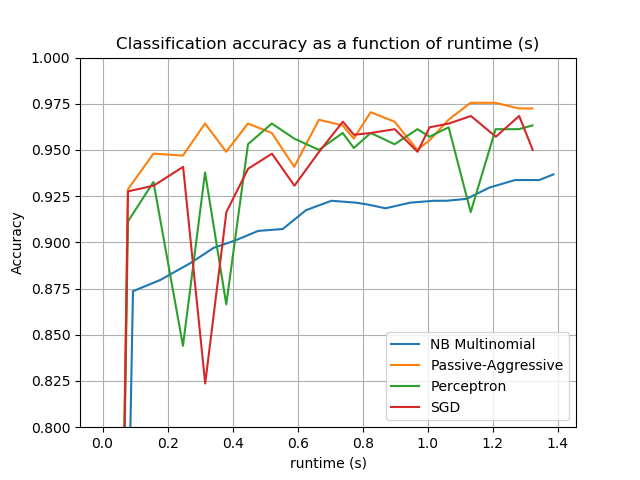 Classification accuracy as a function of runtime (s)
1.000
0.975
0.950
0.925
0.900
0.875
0.850
0.825
0.800
Accuracy
NB Multinomial
Passive-Aggressive
Perceptron
SGD
0.0 0.2 0.4 0.6 0.8 1.0 1.2 1.4
runtime (s)